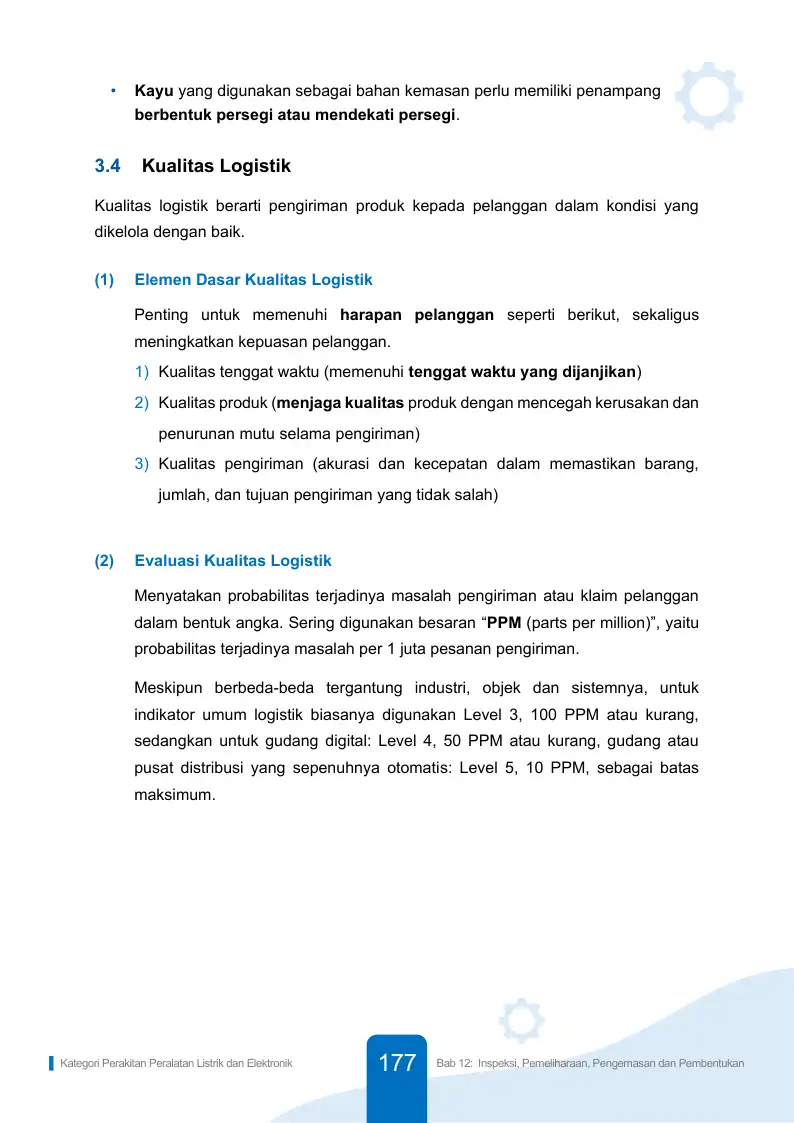 • Kayu yang digunakan sebagai bahan kemasan perlu memiliki penampang
berbentuk persegi atau mendekati persegi.
3.4 Kualitas Logistik
Kualitas logistik berarti pengiriman produk kepada pelanggan dalam kondisi yang
dikelola dengan baik.
(1) Elemen Dasar Kualitas Logistik
Penting untuk memenuhi harapan pelanggan seperti berikut, sekaligus
meningkatkan kepuasan pelanggan.
1) Kualitas tenggat waktu (memenuhi tenggat waktu yang dijanjikan)
2) Kualitas produk (menjaga kualitas produk dengan mencegah kerusakan dan
penurunan mutu selama pengiriman)
3) Kualitas pengiriman (akurasi dan kecepatan dalam memastikan barang,
jumlah, dan tujuan pengiriman yang tidak salah)
(2) Evaluasi Kualitas Logistik
Menyatakan probabilitas terjadinya masalah pengiriman atau klaim pelanggan
dalam bentuk angka. Sering digunakan besaran “PPM (parts per million)”, yaitu
probabilitas terjadinya masalah per 1 juta pesanan pengiriman.
Meskipun berbeda-beda tergantung industri, objek dan sistemnya, untuk
indikator umum logistik biasanya digunakan Level 3, 100 PPM atau kurang,
sedangkan untuk gudang digital: Level 4, 50 PPM atau kurang, gudang atau
pusat distribusi yang sepenuhnya otomatis: Level 5, 10 PPM, sebagai batas
maksimum.
Kategori Perakitan Peralatan Listrik dan Elektronik
177
Bab 12: Inspeksi, Pemeliharaan, Pengemasan dan Pembentukan